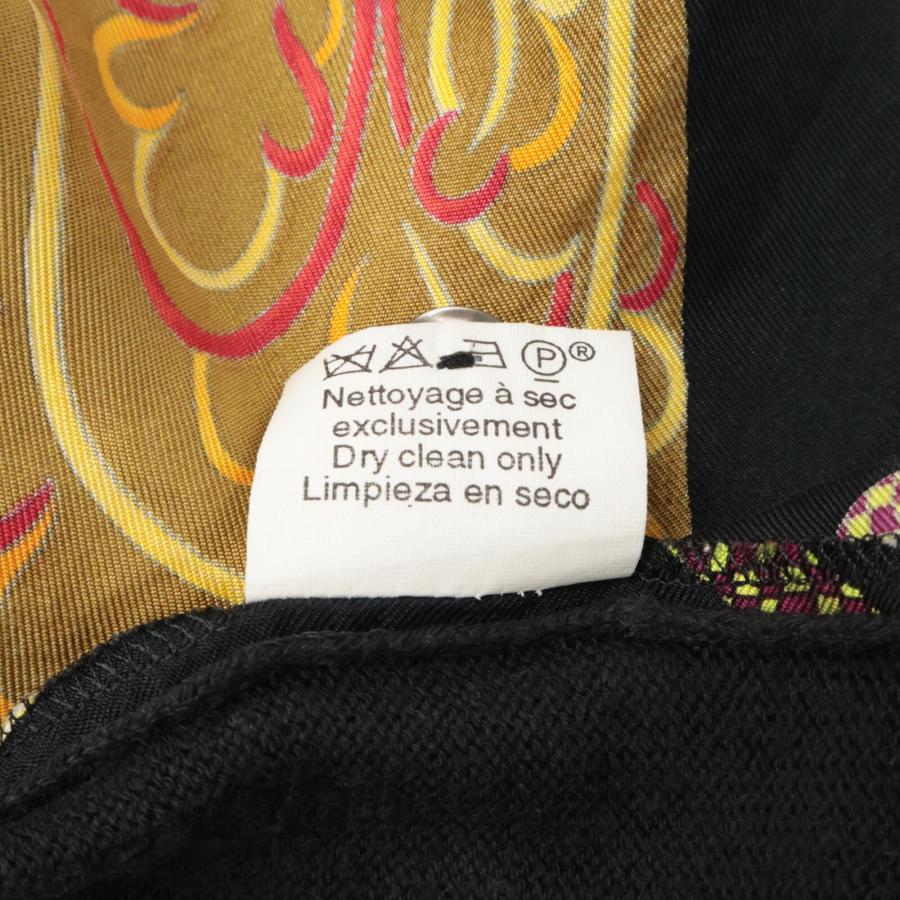 P ®
Nettoyage à sec
exclusivement
Dry clean only
Limpieza en seco